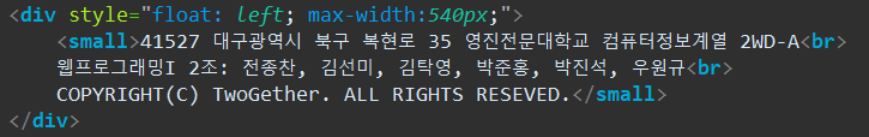 <div style="float: left; max-width:540px;">
<small>41527 대구광역시 북구 복현로 35 영진전문대학교 컴퓨터정보계열 2WD-A<br>
웹프로그래밍I 2조: 전종찬, 김선미, 김탁영, 박준홍, 박진석, 우원규<br>
COPYRIGHT(C) TwoGether. ALL RIGHTS RESEVED.</small>
</div>